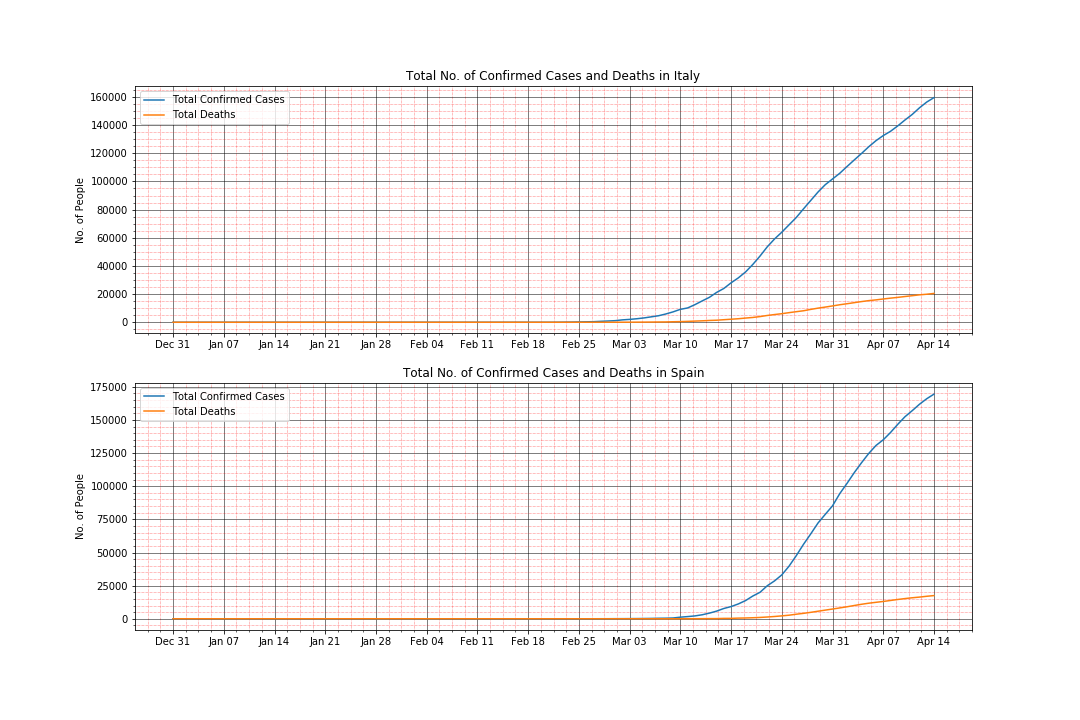 Total No. of Confirmed Cases and Deaths in Italy
160000
140000
120000
100000
80000
60000
40000
20000
0
No. of People
Total Confirmed Cases
Total Deaths
Dec 31 Jan 07 Jan 14 Jan 21 Jan 28 Feb 04 Feb 11 Feb 18 Feb 25 Mar 03 Mar 10 Mar 17 Mar 24 Mar 31 Apr 07 Apr 14
Total No. of Confirmed Cases and Deaths in Spain
175000
150000
125000
100000
75000
50000
25000
0
No. of People
Total Confirmed Cases
Total Deaths
Dec 31 Jan 07 Jan 14 Jan 21 Jan 28 Feb 04 Feb 11 Feb 18 Feb 25 Mar 03 Mar 10 Mar 17 Mar 24 Mar 31 Apr 07 Apr 14